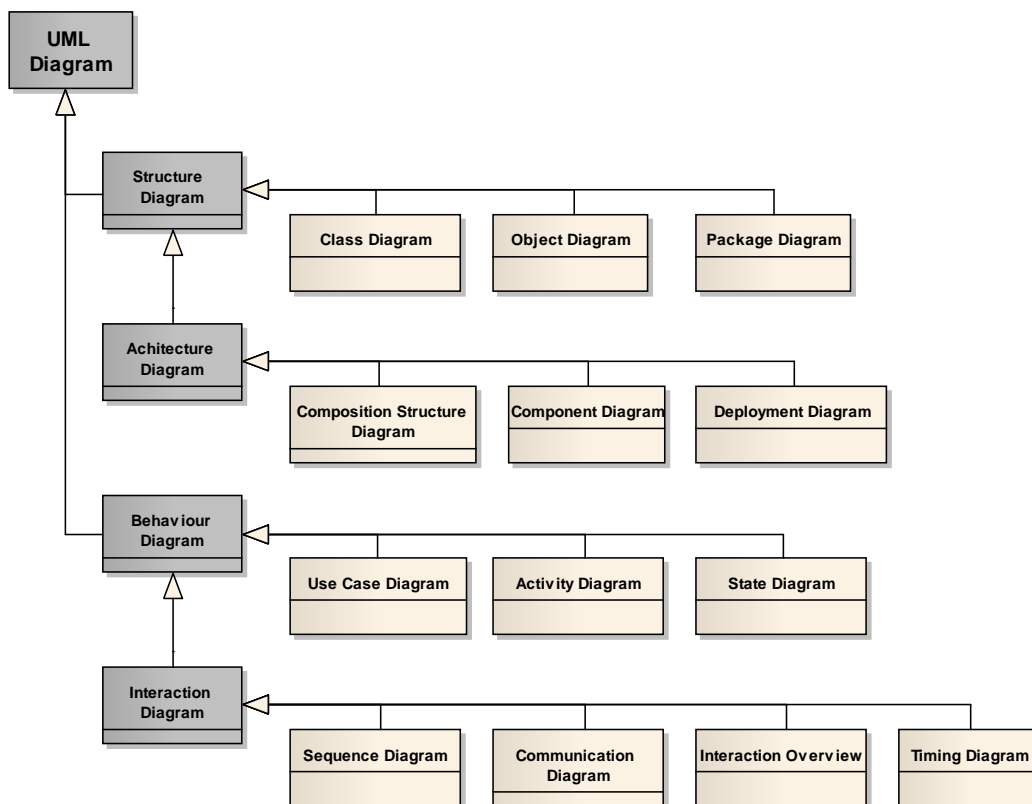 UML
Diagram
Structure
Diagram
Class Diagram
Object Diagram
Package Diagram
Achitecture
Diagram
Composition Structure
Diagram
Component Diagram
Deployment Diagram
Behaviour
Diagram
Use Case Diagram
Activity Diagram
State Diagram
Interaction
Diagram
Sequence Diagram
Communication
Diagram
Interaction Overview
Timing Diagram